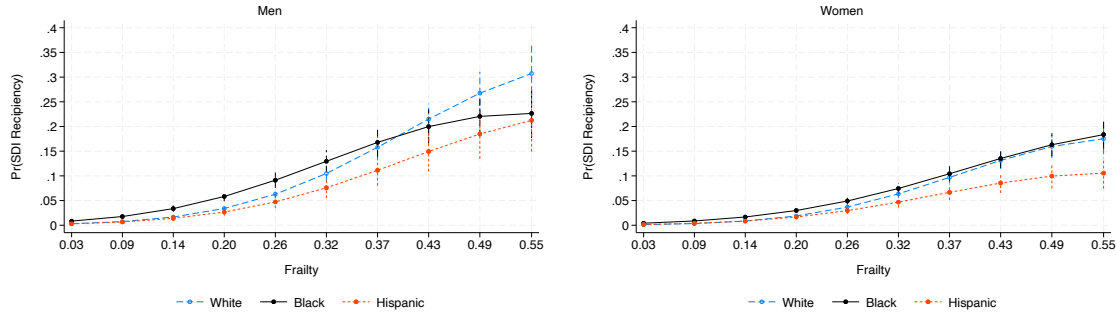 Men
Pr(SDI Recipiency)
.4
.35
.3
.25
.2
.15
.1
.05
0
0.03 0.09 0.14 0.20 0.26 0.32 0.37 0.43 0.49 0.55
Frailty
White Black Hispanic
Women
Pr(SDI Recipiency)
.4
.35
.3
.25
.2
.15
.1
.05
0
0.03 0.09 0.14 0.20 0.26 0.32 0.37 0.43 0.49 0.55
Frailty
White Black Hispanic